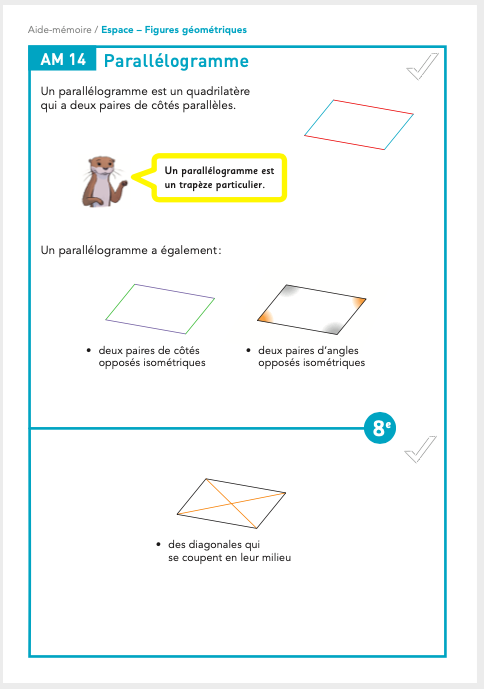 Aide-mémoire / Espace – Figures géométriques
AM 14 Parallélogramme
Un parallélogramme est un quadrilatère
qui a deux paires de côtés parallèles.
Un parallélogramme est
un trapèze particulier.
Un parallélogramme a également :
• deux paires de côtés
opposés isométriques
• deux paires d’angles
opposés isométriques
8e
• des diagonales qui
se coupent en leur milieu